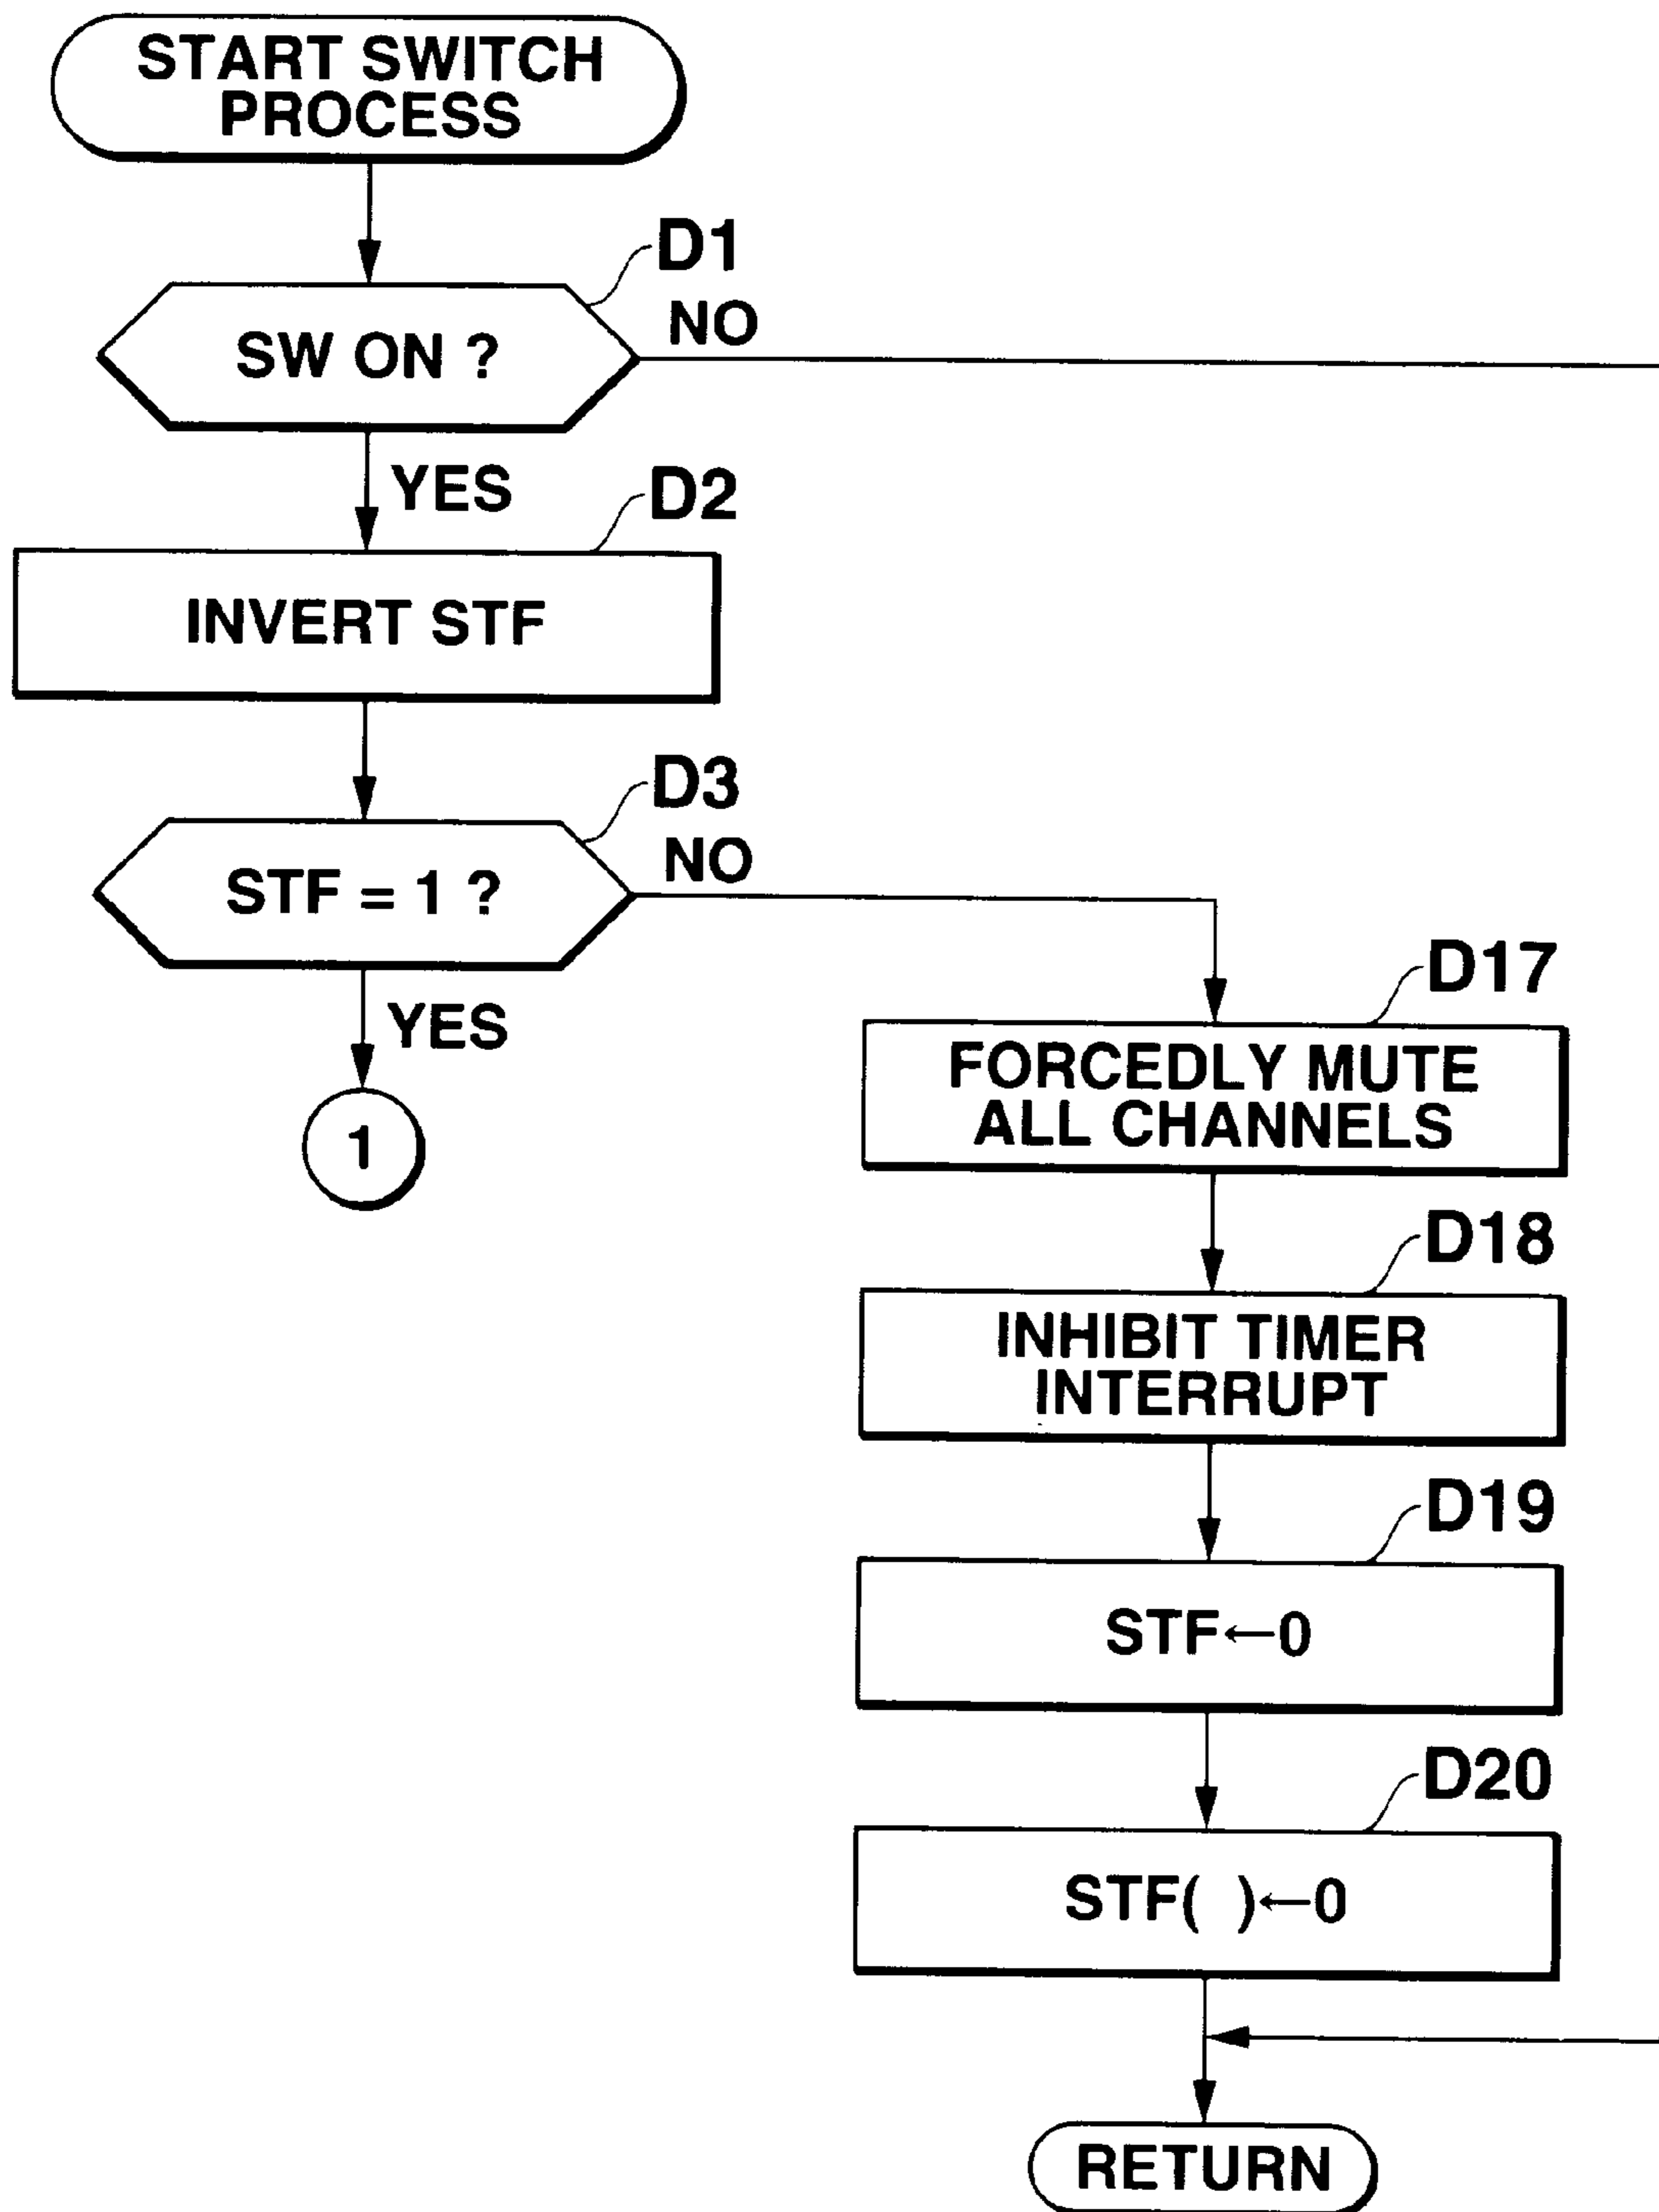 START SWITCH
PROCESS
D1
NO
SW ON ?
YES
D2
INVERT STF
D3
NO
STF = 1 ?
YES
1
D17
FORCEDLY MUTE
ALL CHANNELS
D18
INHIBIT TIMER
INTERRUPT
D19
STF←0
D20
STF( )←0
RETURN